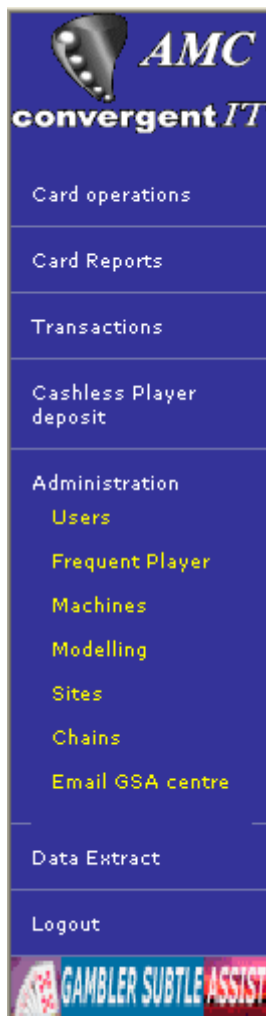 AMC
convergent IT
Card operations
Card Reports
Transactions
Cashless Player
deposit
Administration
Users
Frequent Player
Machines
Modelling
Sites
Chains
Email GSA centre
Data Extract
Logout
GAMBLER SUBTLE ASSIST